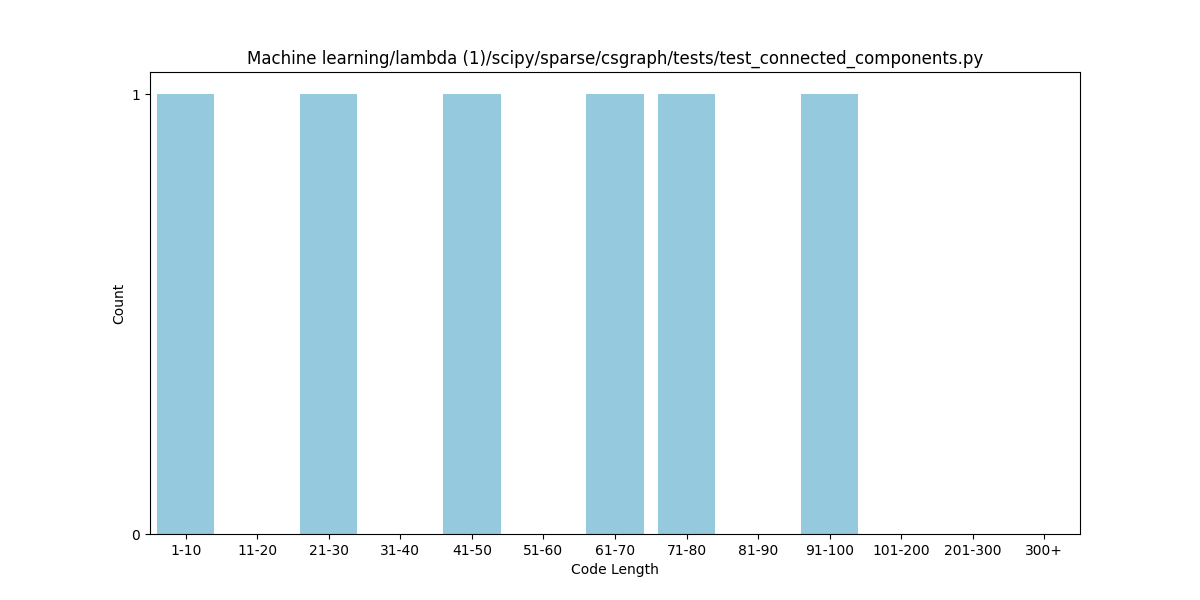 Machine learning/lambda (1)/scipy/sparse/csgraph/tests/test_connected_components.py
1
0
Count
1-10 11-20 21-30 31-40 41-50 51-60 61-70 71-80 81-90 91-100 101-200 201-300 300+
Code Length